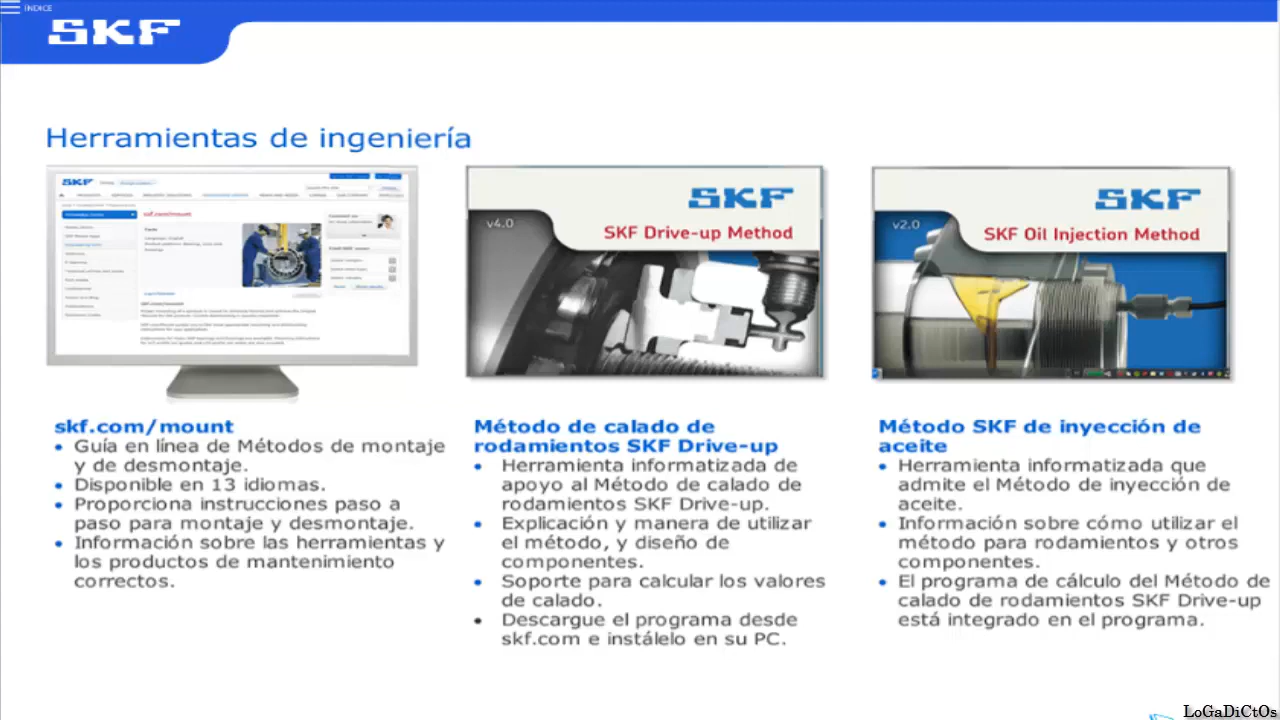 ÍNDICE
SKF
Herramientas de ingeniería
SKF
skf.com/mount
SKF
v4.0
SKF Drive-up Method
SKF
v2.0
SKF Oil Injection Method
skf.com/mount
• Guía en línea de Métodos de montaje
y de desmontaje.
• Disponible en 13 idiomas.
• Proporciona instrucciones paso a
paso para montaje y desmontaje.
• Información sobre las herramientas y
los productos de mantenimiento
correctos.
Método de calado de
rodamientos SKF Drive-up
• Herramienta informatizada de
apoyo al Método de calado de
rodamientos SKF Drive-up.
• Explicación y manera de utilizar
el método, y diseño de
componentes.
• Soporte para calcular los valores
de calado.
• Descargue el programa desde
skf.com e instálelo en su PC.
Método SKF de inyección de
aceite
• Herramienta informatizada que
admite el Método de inyección de
aceite.
• Información sobre cómo utilizar el
método para rodamientos y otros
componentes.
• El programa de cálculo del Método de
calado de rodamientos SKF Drive-up
está integrado en el programa.
LoGaDiCtOs